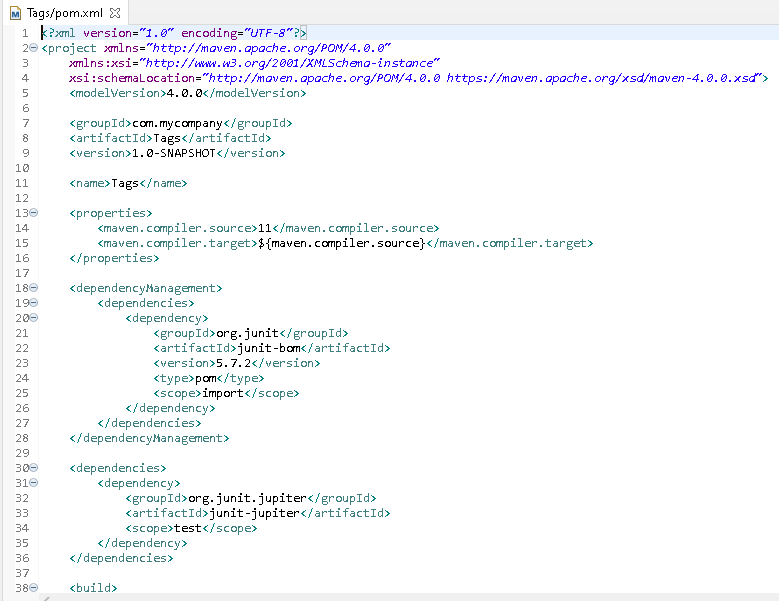 Tags/pom.xml
1 <?xml version="1.0" encoding="UTF-8"?>
2 <project xmlns="http://maven.apache.org/POM/4.0.0"
3     xmlns:xsi="http://www.w3.org/2001/XMLSchema-instance"
4     xsi:schemaLocation="http://maven.apache.org/POM/4.0.0 https://maven.apache.org/xsd/maven-4.0.0.xsd">
5     <modelVersion>4.0.0</modelVersion>
6
7     <groupId>com.mycompany</groupId>
8     <artifactId>Tags</artifactId>
9     <version>1.0-SNAPSHOT</version>
10
11     <name>Tags</name>
12
13     <properties>
14         <maven.compiler.source>11</maven.compiler.source>
15         <maven.compiler.target>${maven.compiler.source}</maven.compiler.target>
16     </properties>
17
18     <dependencyManagement>
19         <dependencies>
20             <dependency>
21                 <groupId>org.junit</groupId>
22                 <artifactId>junit-bom</artifactId>
23                 <version>5.7.2</version>
24                 <type>pom</type>
25                 <scope>import</scope>
26             </dependency>
27         </dependencies>
28     </dependencyManagement>
29
30     <dependencies>
31         <dependency>
32             <groupId>org.junit.jupiter</groupId>
33             <artifactId>junit-jupiter</artifactId>
34             <scope>test</scope>
35         </dependency>
36     </dependencies>
37
38     <build>